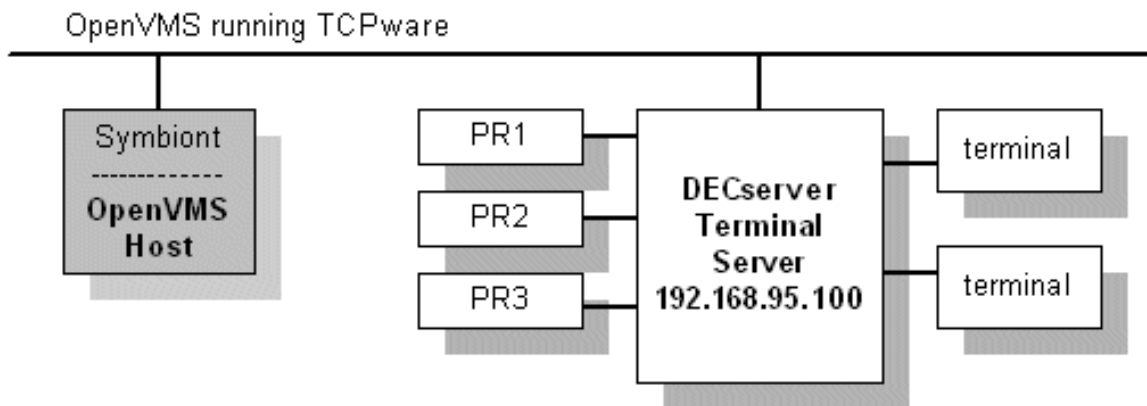 OpenVMS running TCPware
Symbiont
-------------
OpenVMS
Host
PR1
PR2
PR3
DECserver
Terminal
Server
192.168.95.100
terminal
terminal